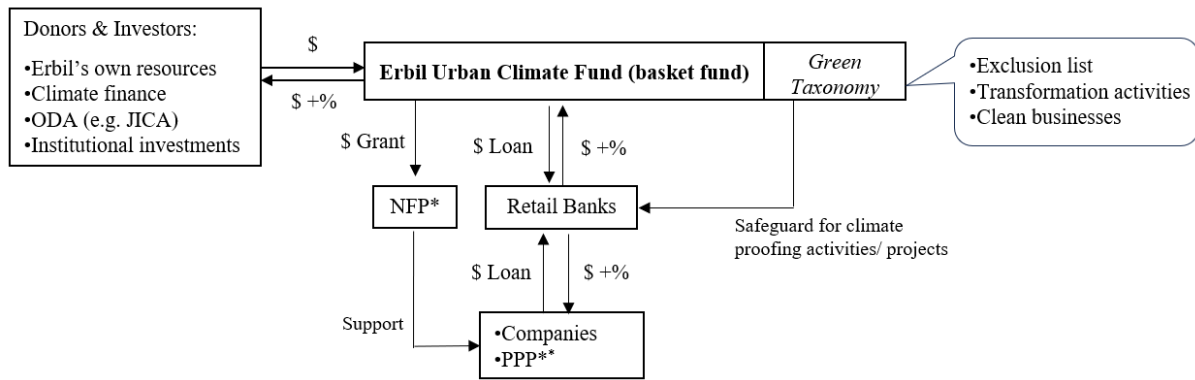 Donors & Investors:
•Erbil's own resources
•Climate finance
•ODA (e.g. JICA)
•Institutional investments
$
$ +%
Erbil Urban Climate Fund (basket fund)
Green
Taxonomy
•Exclusion list
•Transformation activities
•Clean businesses
$ Grant
$ Loan
$ +%
NFP*
Retail Banks
Safeguard for climate
proofing activities/ projects
$ Loan
$ +%
Support
•Companies
•PPP**